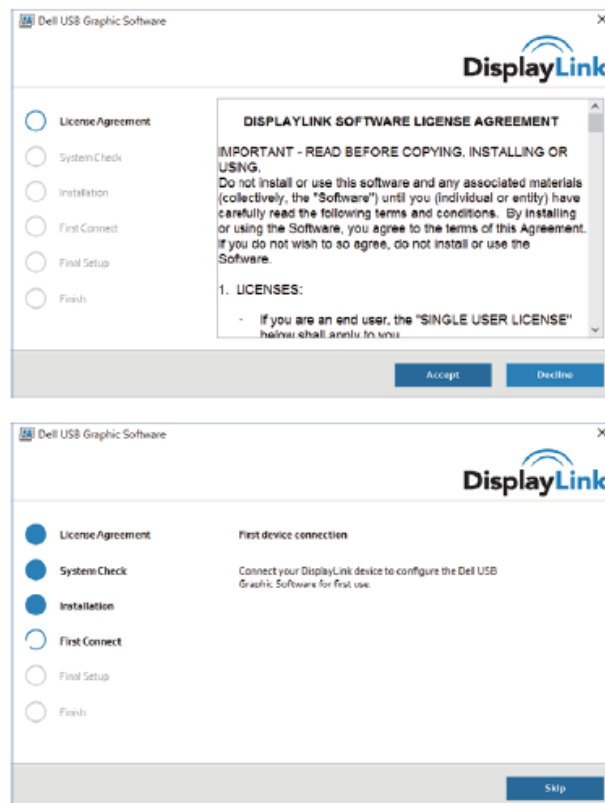 Dell USB Graphic Software
DisplayLink
License Agreement
System Check
Installation
First Connect
Final Setup
Finish
DISPLAYLINK SOFTWARE LICENSE AGREEMENT
IMPORTANT - READ BEFORE COPYING, INSTALLING OR
USING.
Do not install or use this software and any associated materials
(collectively, the "Software") until you (individual or entity) have
carefully read the following terms and conditions. By installing
or using the Software, you agree to the terms of this Agreement.
If you do not wish to so agree, do not install or use the
Software.
1. LICENSES:
· If you are an end user, the "SINGLE USER LICENSE"
below shall apply to you
Accept
Decline
Dell USB Graphic Software
DisplayLink
License Agreement
System Check
Installation
First Connect
Final Setup
Finish
First device connection
Connect your DisplayLink device to configure the Dell USB
Graphic Software for first use.
Skip